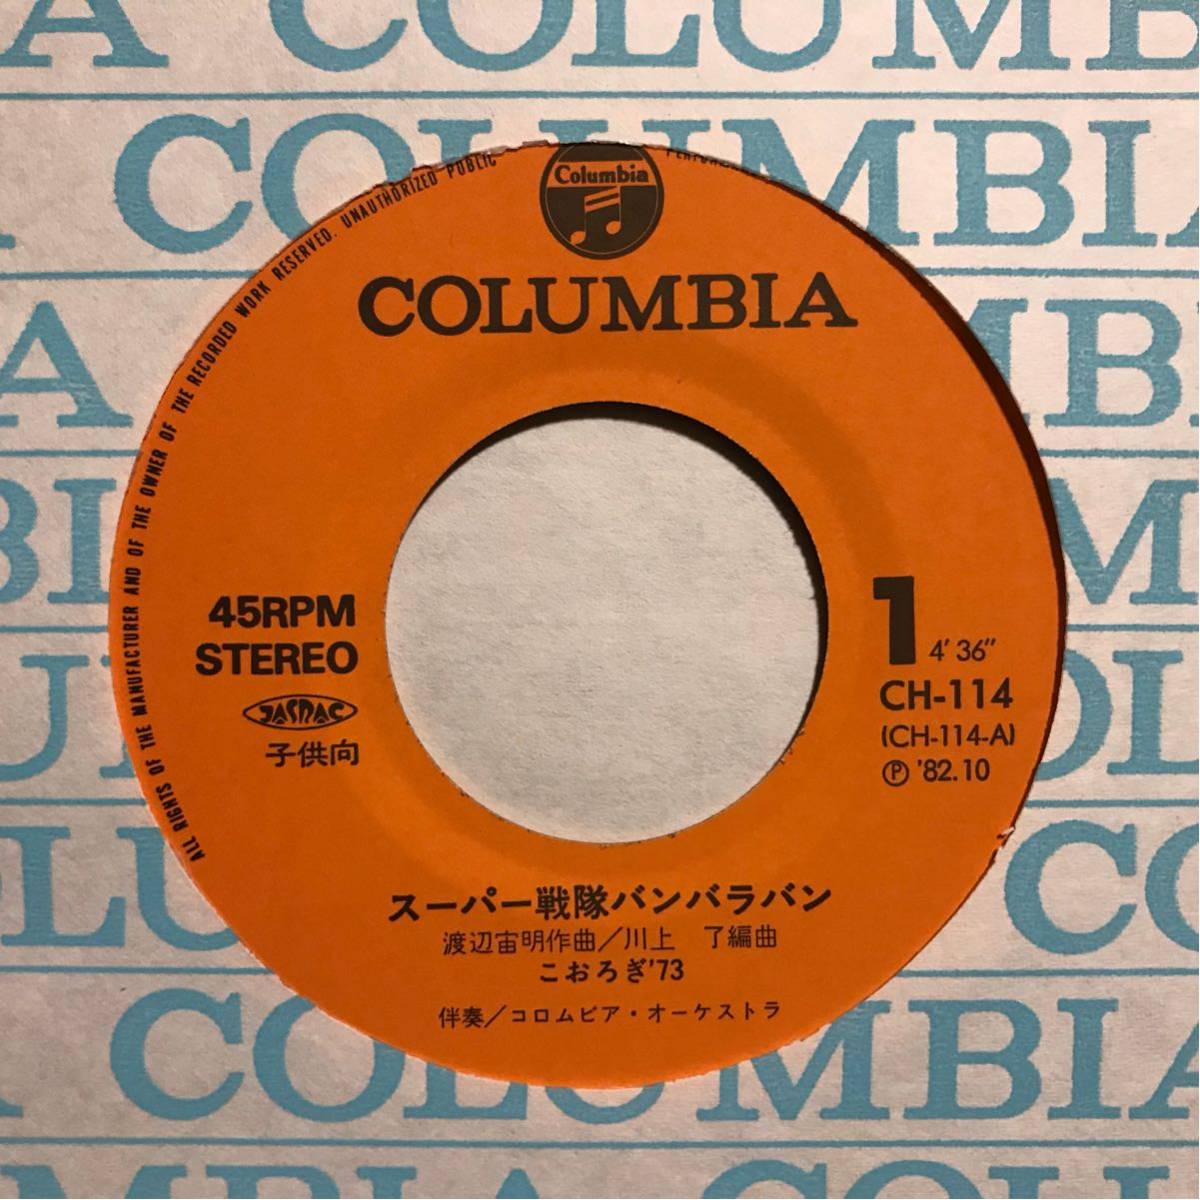 COLUMBIA
ALL RIGHTS OF THE MANUFACTURER AND OF THE OWNER OF THE RECORDED WORK RESERVED. UNAUTHORIZED PUBLIC
Columbia
COLUMBIA
45RPM
STEREO
JASRAC
子供向
1 4'36"
CH-114
(CH-114-A)
Ⓟ '82.10
スーパー戦隊バンバラバン
渡辺宙明作曲/川上 了編曲
こおろぎ'73
伴奏/コロムビア・オーケストラ